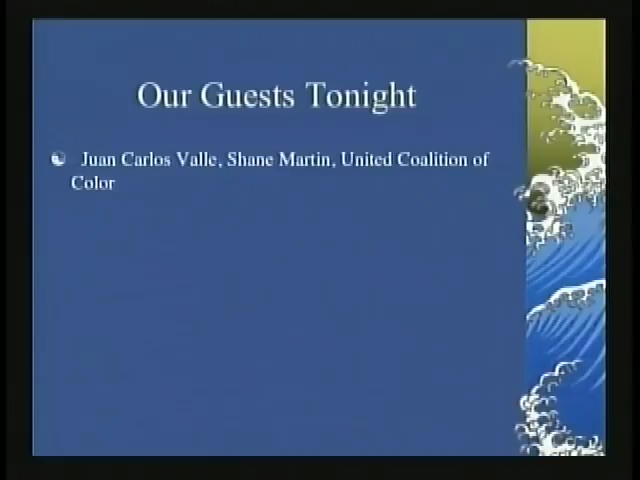 Our Guests Tonight
Juan Carlos Valle, Shane Martin, United Coalition of
Color